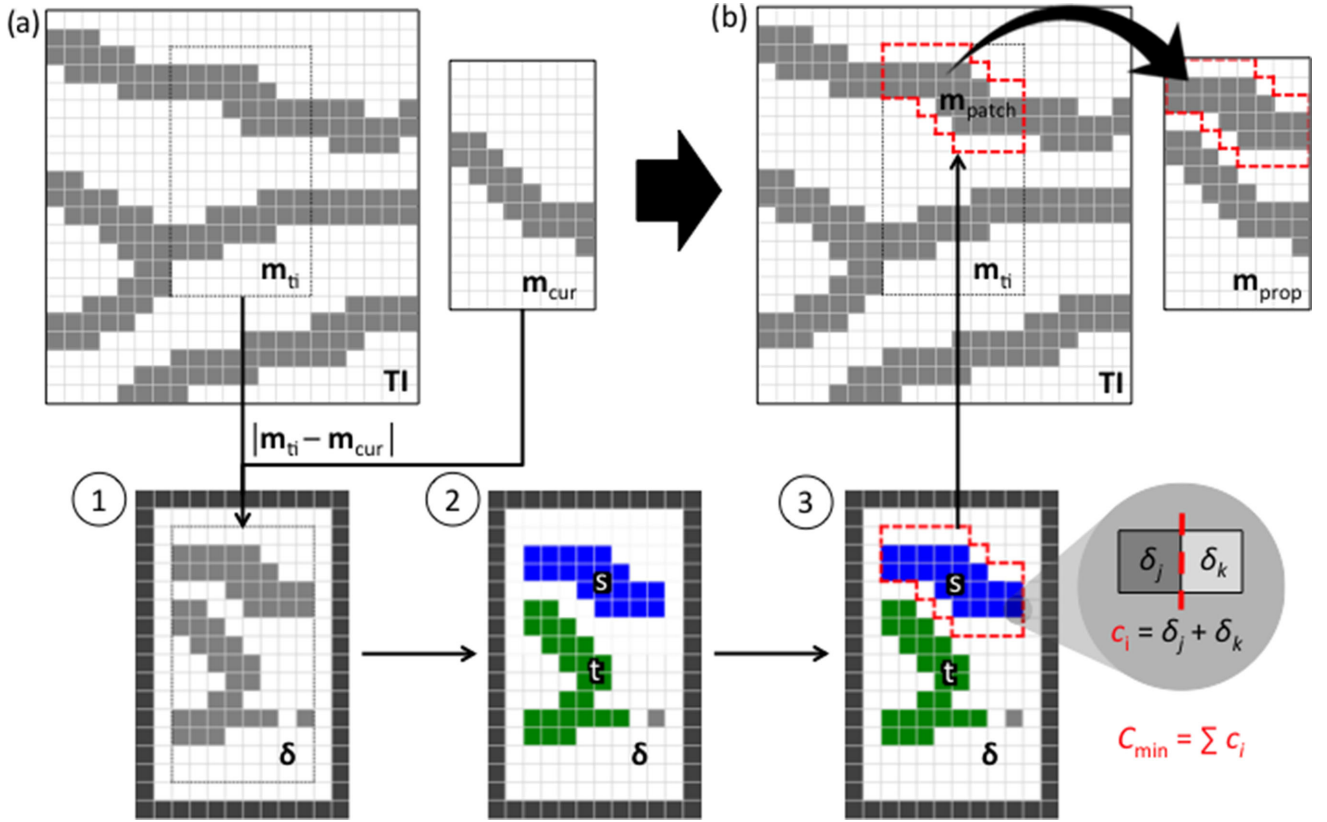 (a)
m_ti
TI
m_cur
(b)
m_patch
m_ti
TI
m_prop
|m_ti – m_cur|
1
δ
2
s
t
δ
3
s
t
δ
δ_j δ_k
c_i = δ_j + δ_k
C_min = ∑ c_i